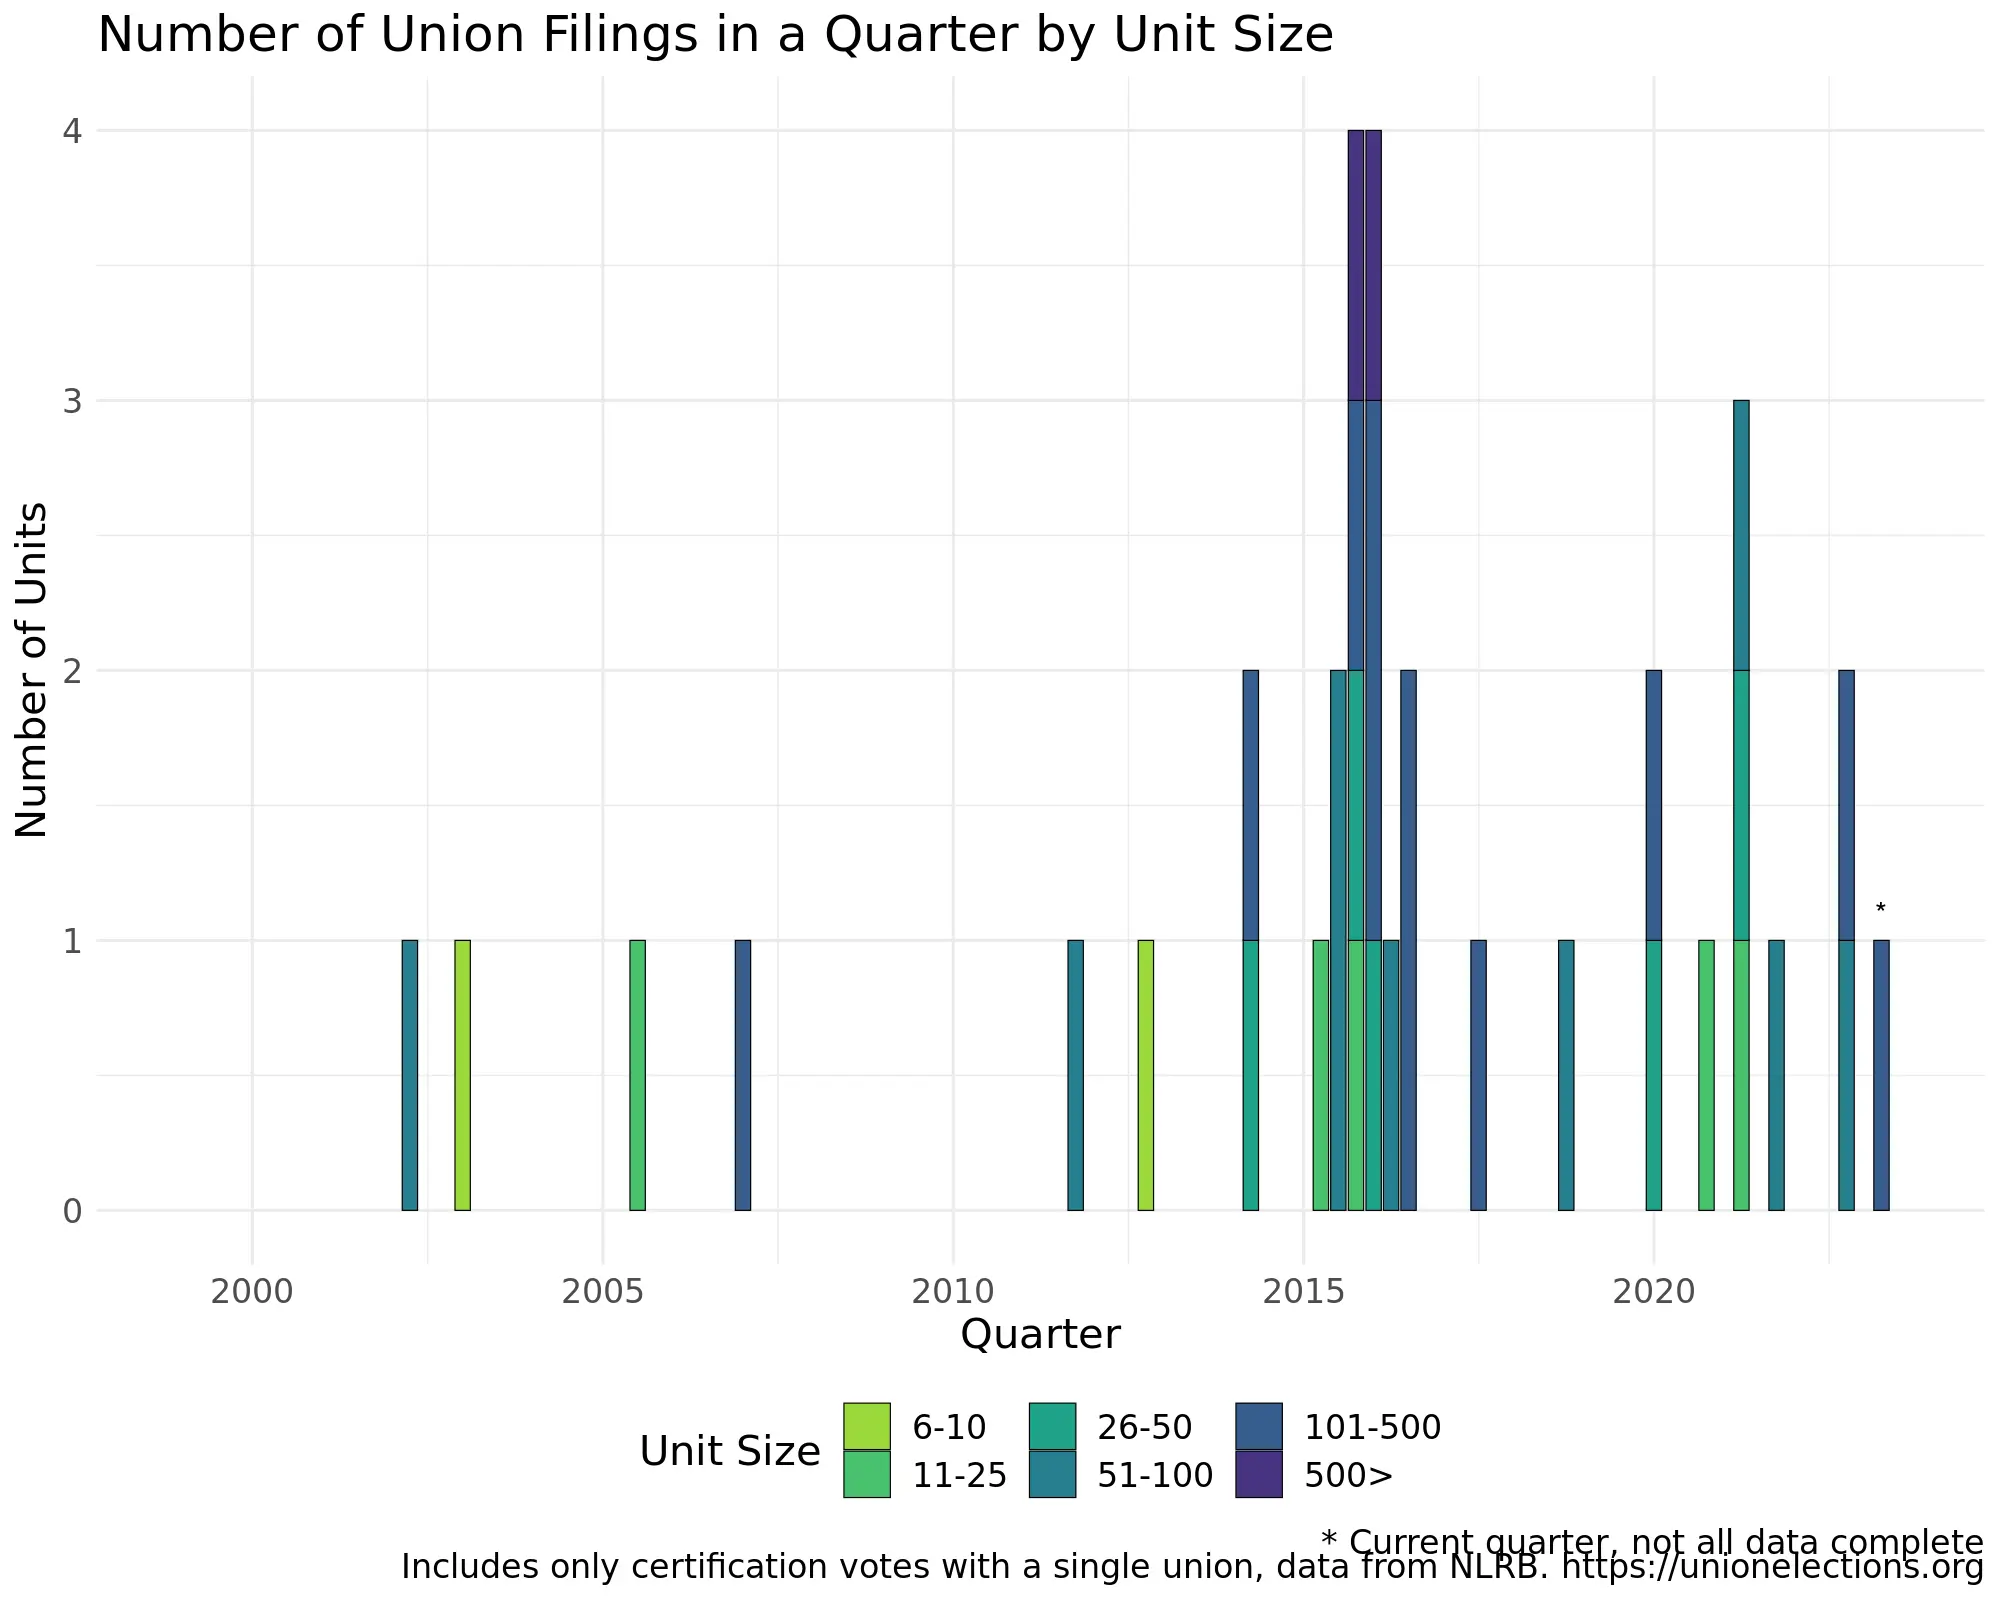 Number of Union Filings in a Quarter by Unit Size
Number of Units
4
3
2
1
0
*
2000 2005 2010 2015 2020
Quarter
Unit Size
6-10 26-50 101-500
11-25 51-100 500>
* Current quarter, not all data complete
Includes only certification votes with a single union, data from NLRB. https://unionelections.org